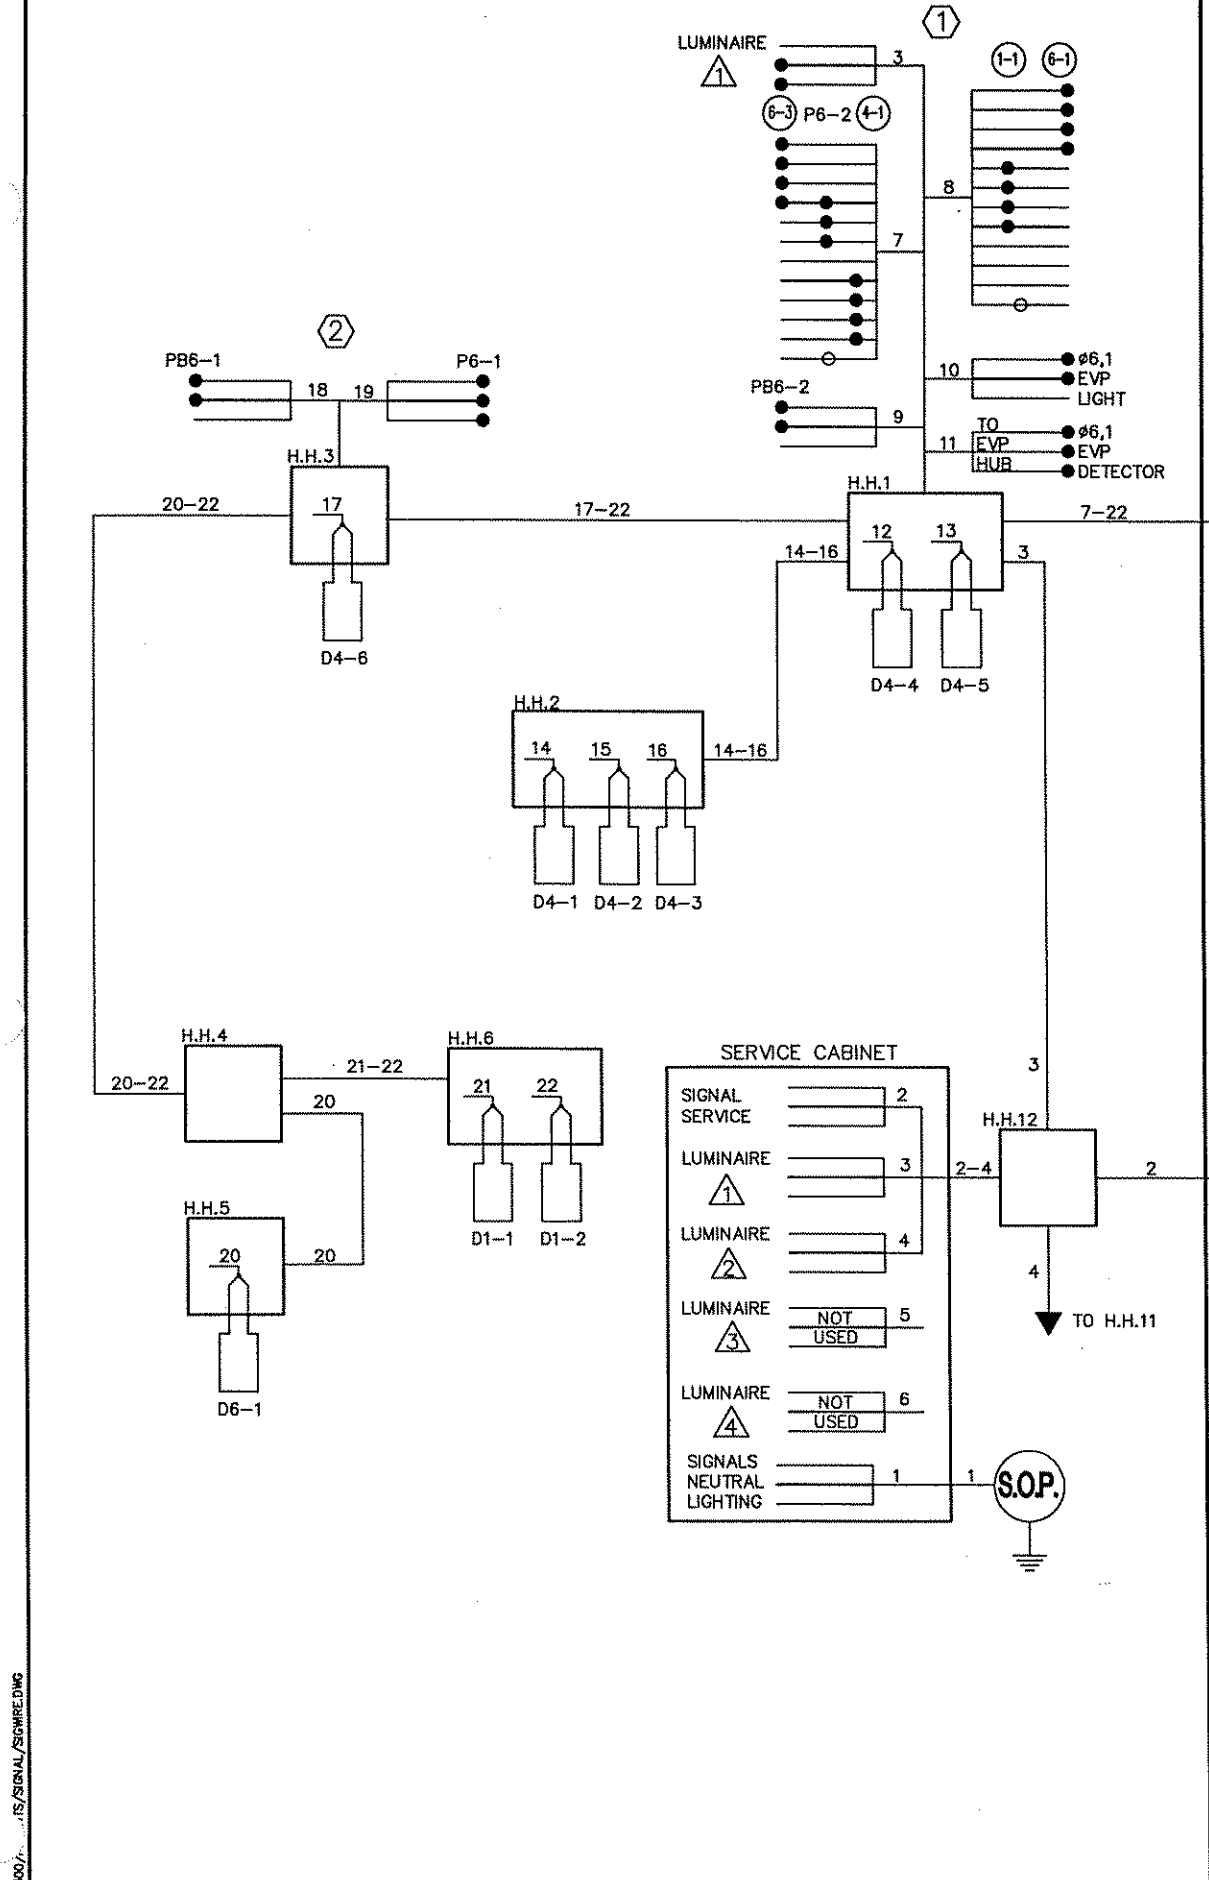 1
LUMINAIRE
1
3
1-1 6-1
6-3 P6-2 4-1
8
7
2
PB6-1
P6-1
18 19
10
ø6,1
EVP
LIGHT
PB6-2
9
11
TO
EVP
HUB
ø6,1
EVP
DETECTOR
H.H.3
H.H.1
20-22
17
17-22
12
13
7-22
14-16
3
D4-6
D4-4 D4-5
H.H.2
14
15
16
14-16
D4-1 D4-2 D4-3
H.H.4
H.H.6
20-22
21-22
20
21
22
H.H.5
20
20
D1-1 D1-2
D6-1
SERVICE CABINET
SIGNAL
SERVICE
2
3
H.H.12
LUMINAIRE
1
3
2-4
2
LUMINAIRE
2
4
4
LUMINAIRE
3
NOT
USED
5
TO H.H.11
LUMINAIRE
4
NOT
USED
6
SIGNALS
NEUTRAL
LIGHTING
1
1
S.O.P.
TS/SIGNAL/SIGWIRE.DWG